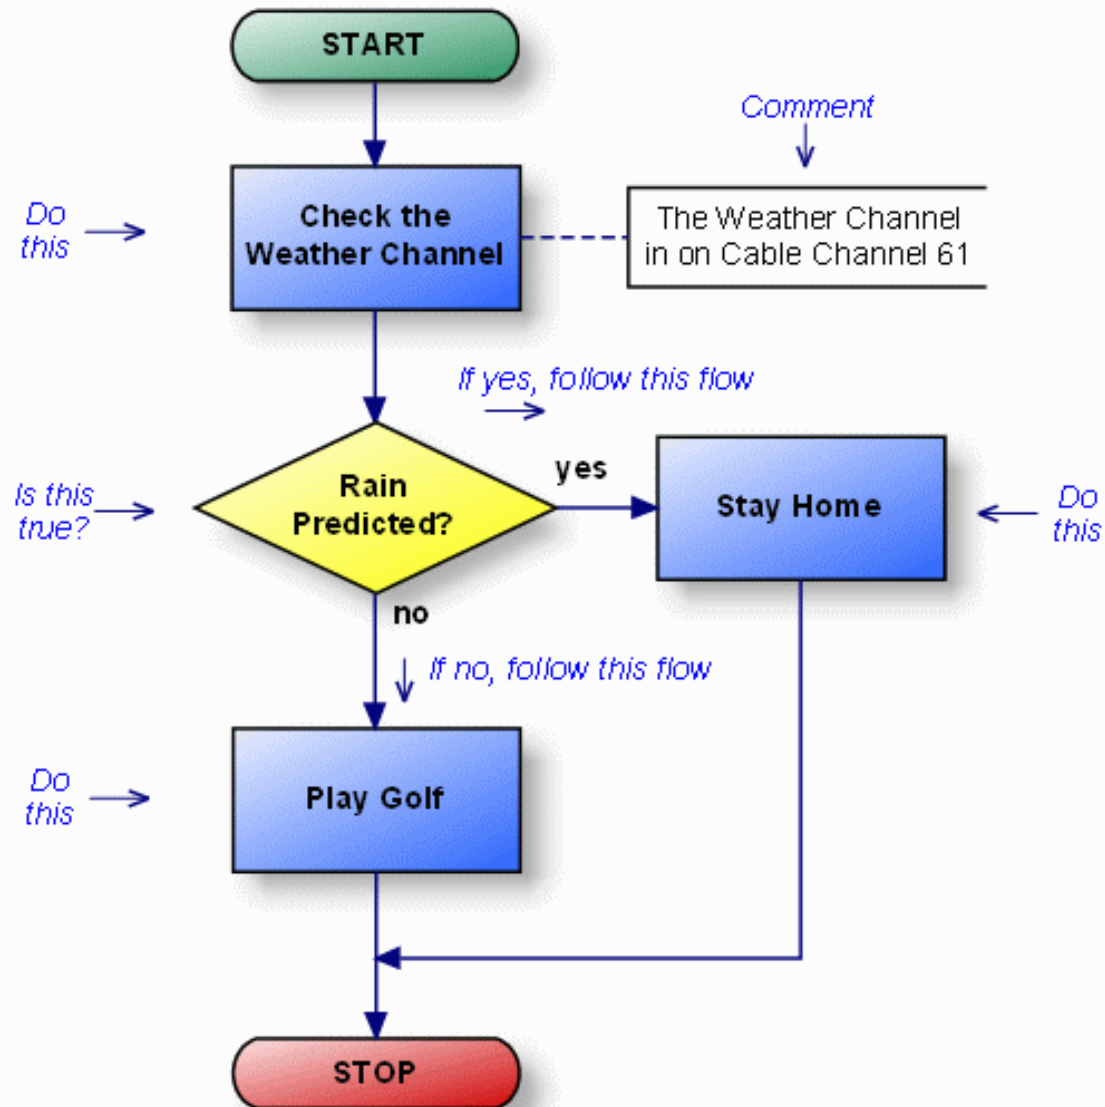 START
Comment
Do
this
Check the
Weather Channel
The Weather Channel
in on Cable Channel 61
If yes, follow this flow
Is this
true?
Rain
Predicted?
yes
Stay Home
Do
this
no
If no, follow this flow
Do
this
Play Golf
STOP